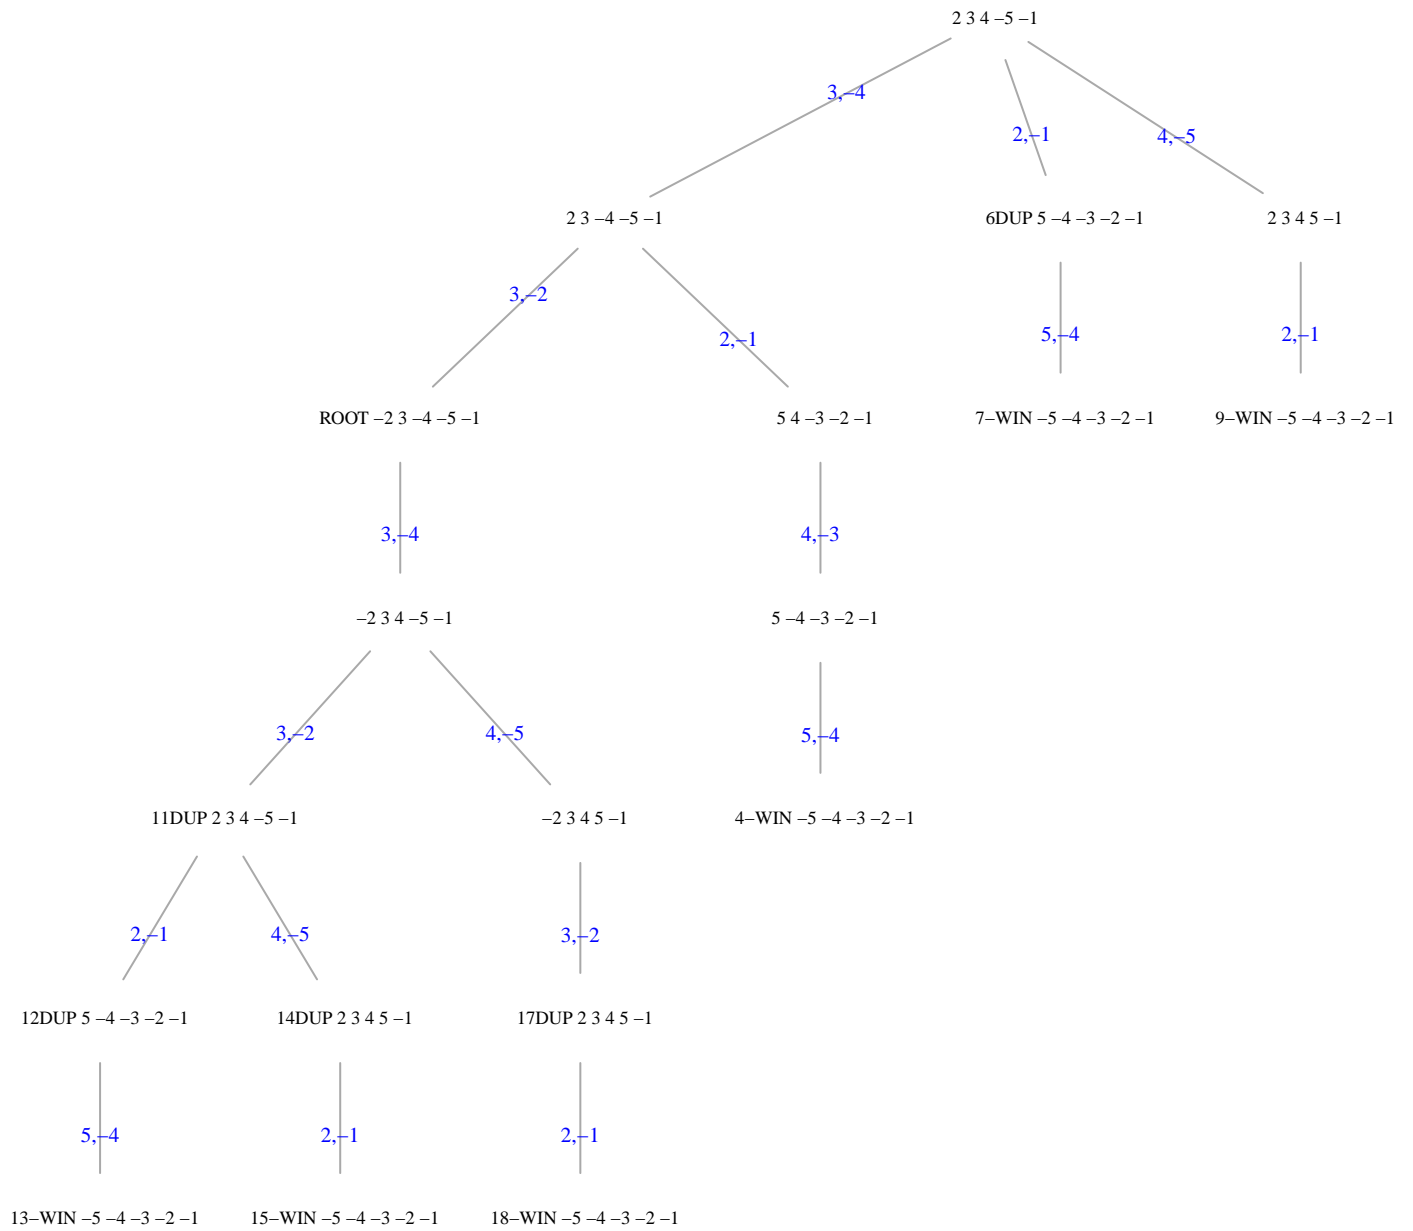 2 3 4 –5 –1
3,–4
2,–1
4,–5
2 3 –4 –5 –1
6DUP 5 –4 –3 –2 –1
2 3 4 5 –1
3,–2
2,–1
5,–4
2,–1
ROOT –2 3 –4 –5 –1
5 4 –3 –2 –1
7–WIN –5 –4 –3 –2 –1
9–WIN –5 –4 –3 –2 –1
3,–4
4,–3
–2 3 4 –5 –1
5 –4 –3 –2 –1
3,–2
4,–5
5,–4
11DUP 2 3 4 –5 –1
–2 3 4 5 –1
4–WIN –5 –4 –3 –2 –1
2,–1
4,–5
3,–2
12DUP 5 –4 –3 –2 –1
14DUP 2 3 4 5 –1
17DUP 2 3 4 5 –1
5,–4
2,–1
2,–1
13–WIN –5 –4 –3 –2 –1
15–WIN –5 –4 –3 –2 –1
18–WIN –5 –4 –3 –2 –1